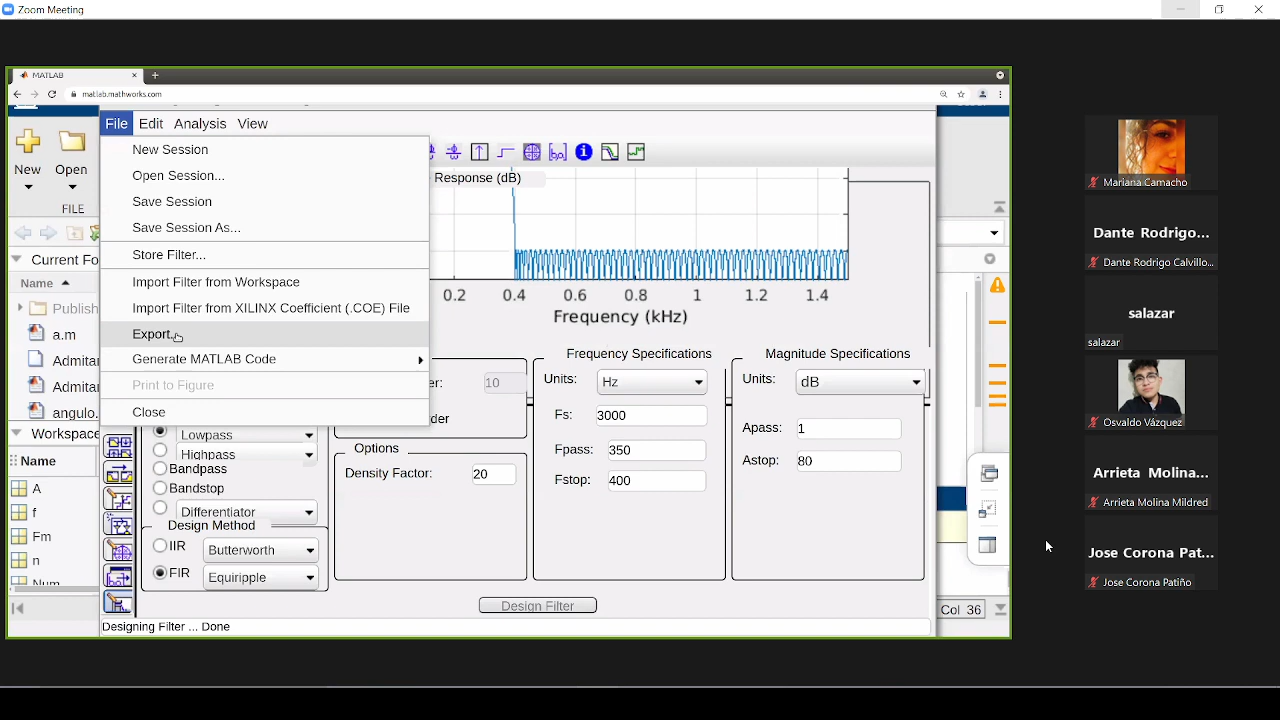 Zoom Meeting
MATLAB
matlab.mathworks.com
File Edit Analysis View
New Open
FILE
New Session
Open Session...
Save Session
Save Session As...
Store Filter...
Import Filter from Workspace
Import Filter from XILINX Coefficient (.COE) File
Export...
Generate MATLAB Code
Print to Figure
Close
Response (dB)
0.2 0.4 0.6 0.8 1 1.2 1.4
Frequency (kHz)
Current Fo
Name
Publish
a.m
Admitar
Admitar
angulo.
Workspace
Name
A
f
Fm
n
Num
er: 10
der
Lowpass
Highpass
Bandpass
Bandstop
Differentiator
Design Method
IIR Butterworth
FIR Equiripple
Options
Density Factor: 20
Frequency Specifications
Units: Hz
Fs: 3000
Fpass: 350
Fstop: 400
Magnitude Specifications
Units: dB
Apass: 1
Astop: 80
Design Filter
Designing Filter ... Done
Col 36
Mariana Camacho
Dante Rodrigo...
Dante Rodrigo Calvillo...
salazar
salazar
Osvaldo Vázquez
Arrieta Molina...
Arrieta Molina Mildred
Jose Corona Pat...
Jose Corona Patiño